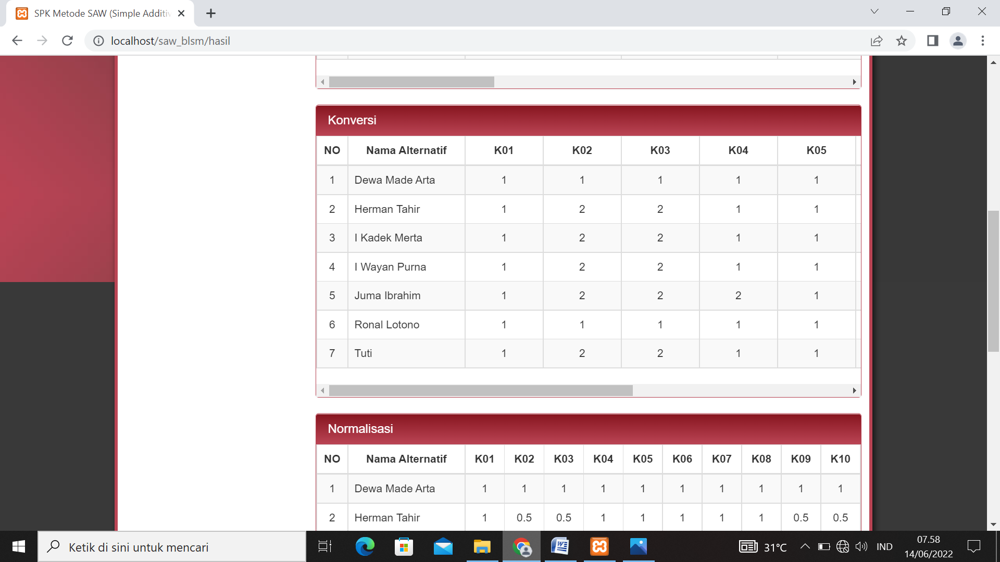 SPK Metode SAW (Simple Additiv
localhost/saw_blsm/hasil
Konversi
NO Nama Alternatif K01 K02 K03 K04 K05
1 Dewa Made Arta 1 1 1 1 1
2 Herman Tahir 1 2 2 1 1
3 I Kadek Merta 1 2 2 1 1
4 I Wayan Purna 1 2 2 1 1
5 Juma Ibrahim 1 2 2 2 1
6 Ronal Lotono 1 1 1 1 1
7 Tuti 1 2 2 1 1
Normalisasi
NO Nama Alternatif K01 K02 K03 K04 K05 K06 K07 K08 K09 K10
1 Dewa Made Arta 1 1 1 1 1 1 1 1 1 1
2 Herman Tahir 1 0.5 0.5 1 1 1 1 1 0.5 0.5
Ketik di sini untuk mencari
31°C
IND
07.58
14/06/2022